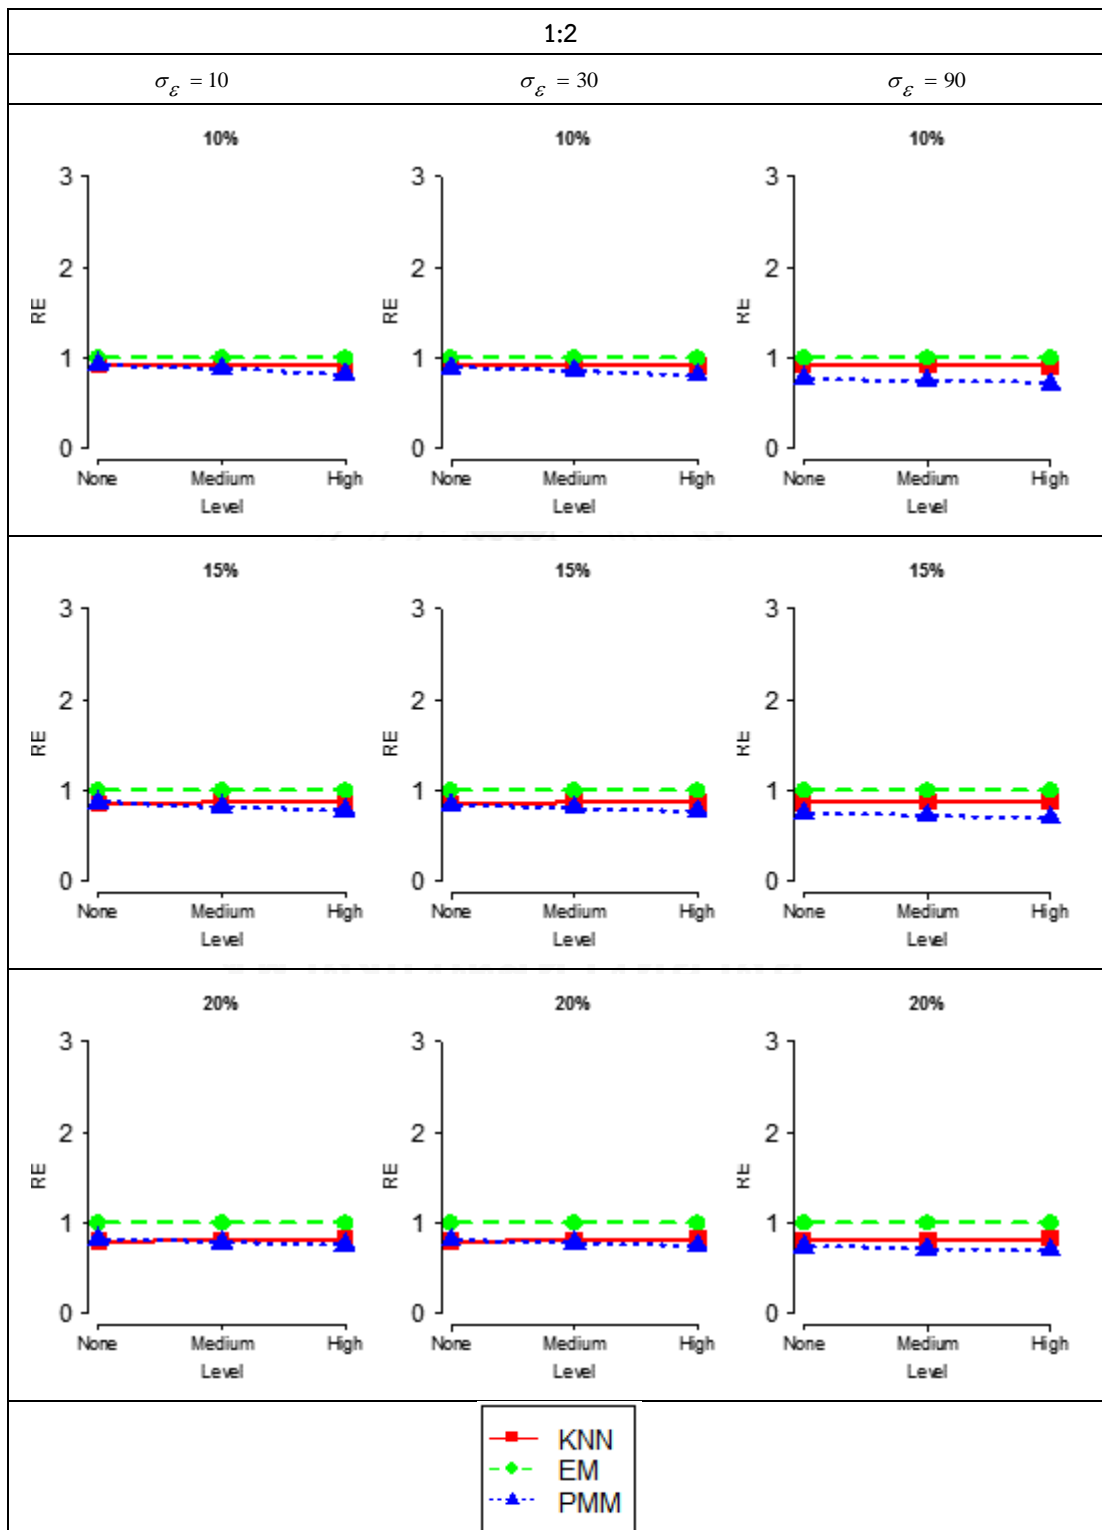 1:2
σε = 10 σε = 30 σε = 90
10% 10% 10%
3 3 3
2 2 2
RE RE RE
1 1 1
0 0 0
None Medium High None Medium High None Medium High
Level Level Level
15% 15% 15%
3 3 3
2 2 2
RE RE RE
1 1 1
0 0 0
None Medium High None Medium High None Medium High
Level Level Level
20% 20% 20%
3 3 3
2 2 2
RE RE RE
1 1 1
0 0 0
None Medium High None Medium High None Medium High
Level Level Level
KNN
EM
PMM